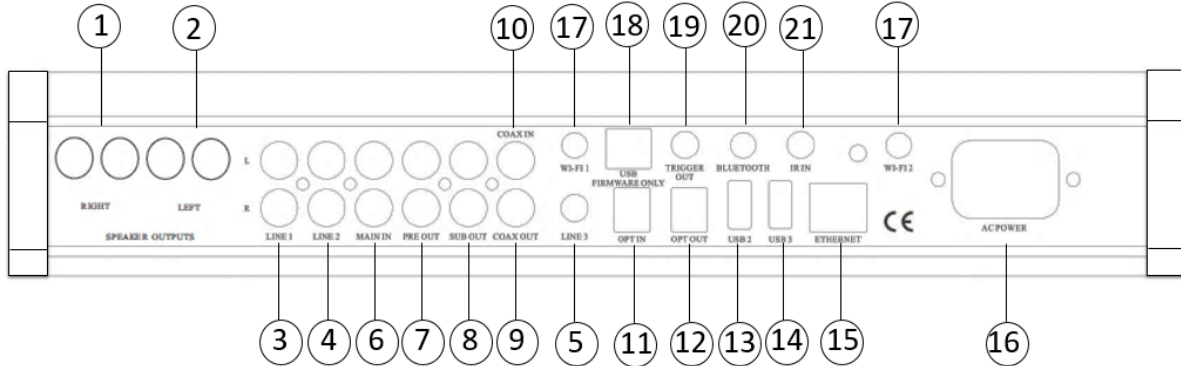 1 2 10 17 18 19 20 21 17
COAX IN
L WI-FI 1 USB TRIGGER BLUETOOTH IR IN WI-FI 2
FIRMWARE ONLY OUT
RIGHT LEFT R
SPEAKER OUTPUTS LINE 1 LINE 2 MAIN IN PRE OUT SUB OUT COAX OUT LINE 3 OPT IN OPT OUT USB 2 USB 3 ETHERNET CE AC POWER
3 4 6 7 8 9 5 11 12 13 14 15 16